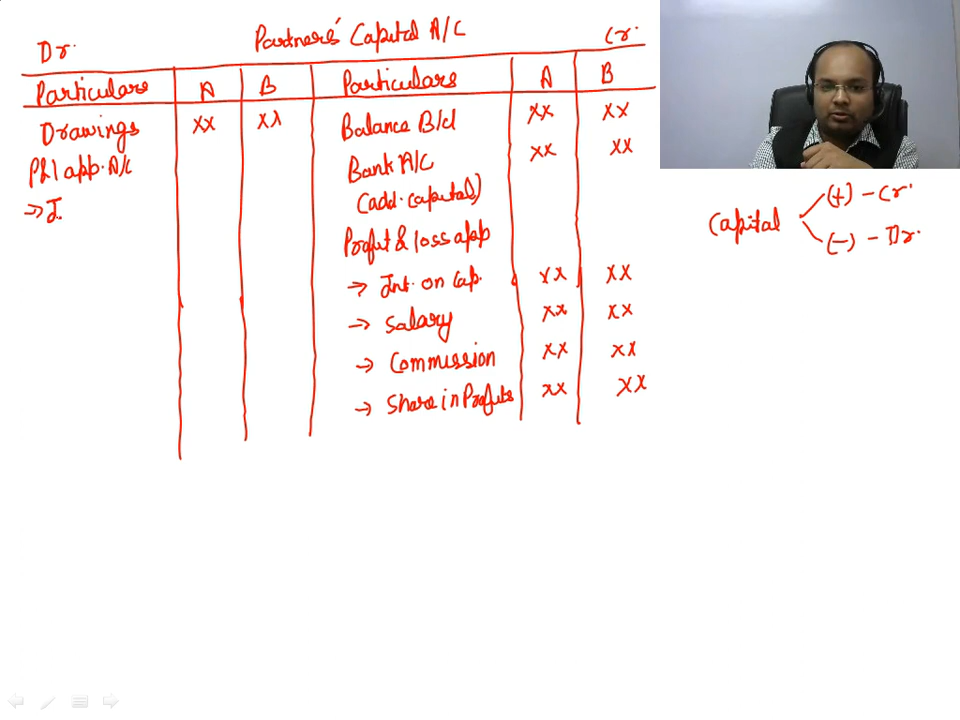 Partners' Capital A/C
Dr. Cr.
Particulars A B Particulars A B
Drawings xx xx Balance B/d xx xx
P&l app. A/C Bank A/C xx xx
(add. capital)
→ I.
Profit & loss app
→ Int. on Cap. xx xx
→ Salary xx xx
→ Commission xx xx
→ Share in Profits xx xx
Capital
(+) - Cr.
(-) - Dr.